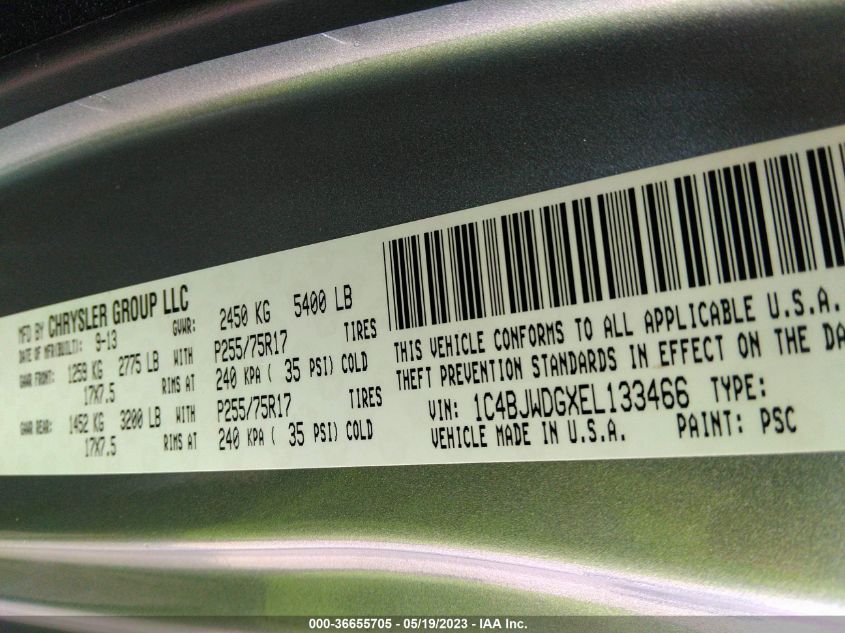 MFD BY CHRYSLER GROUP LLC
DATE OF MFR(BUILT): 9-13 GVWR: 2450 KG 5400 LB
GAWR FRONT: 1259 KG 2775 LB WITH P255/75R17 TIRES
17X7.5 RIMS AT 240 KPA ( 35 PSI) COLD
GAWR REAR: 1452 KG 3200 LB WITH P255/75R17 TIRES
17X7.5 RIMS AT 240 KPA ( 35 PSI) COLD
THIS VEHICLE CONFORMS TO ALL APPLICABLE U.S.A.
THEFT PREVENTION STANDARDS IN EFFECT ON THE DA
VIN: 1C4BJWDGXEL133466 TYPE:
VEHICLE MADE IN U.S.A. PAINT: PSC
000-36655705 - 05/19/2023 - IAA Inc.